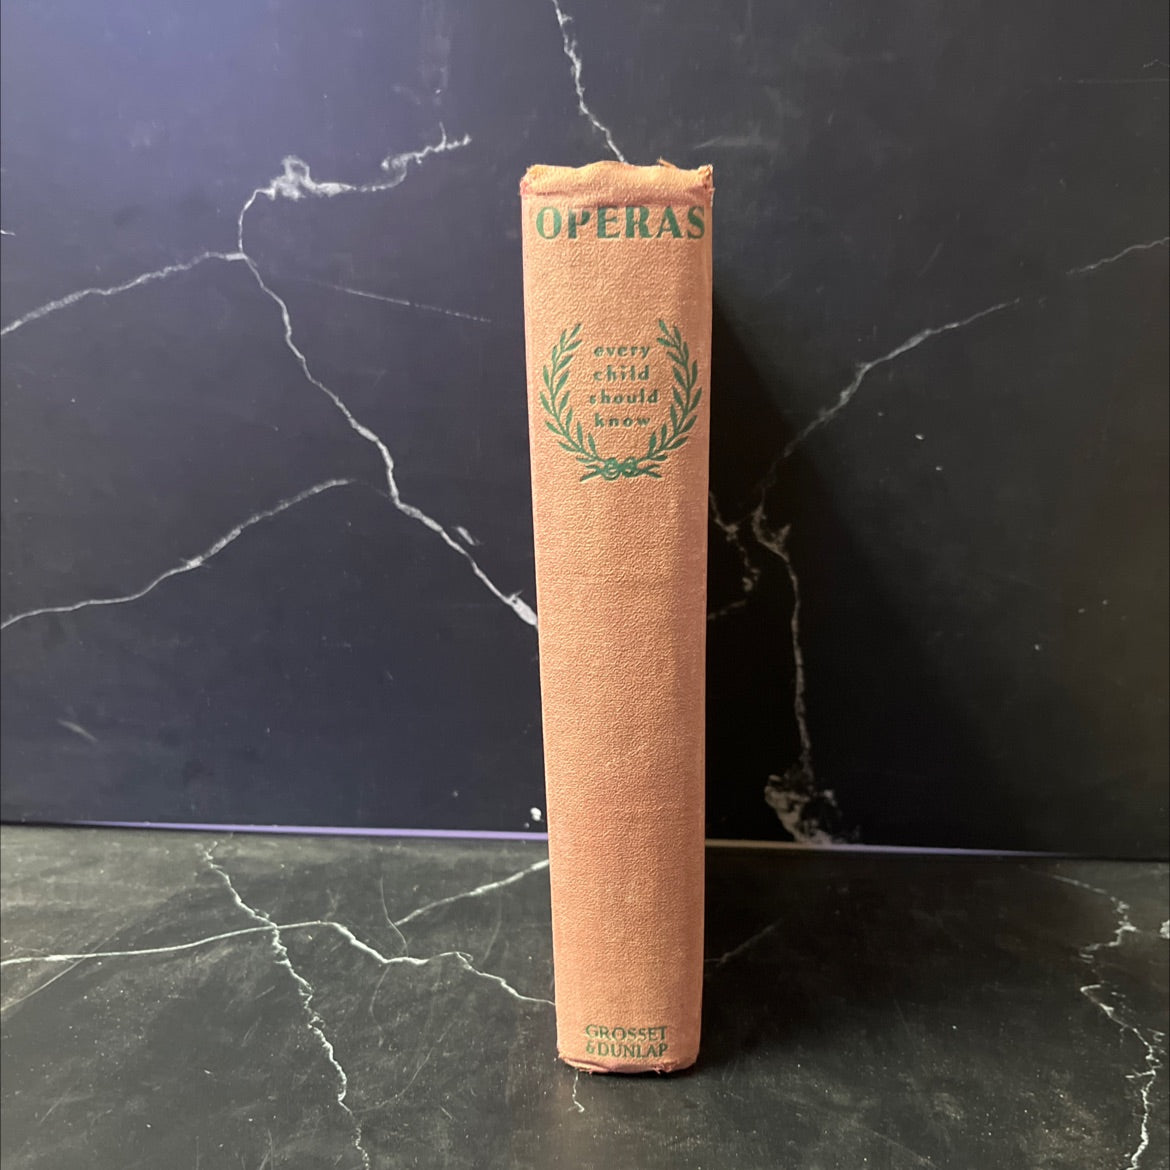 OPERAS
every
child
should
know
GROSSET
& DUNLAP